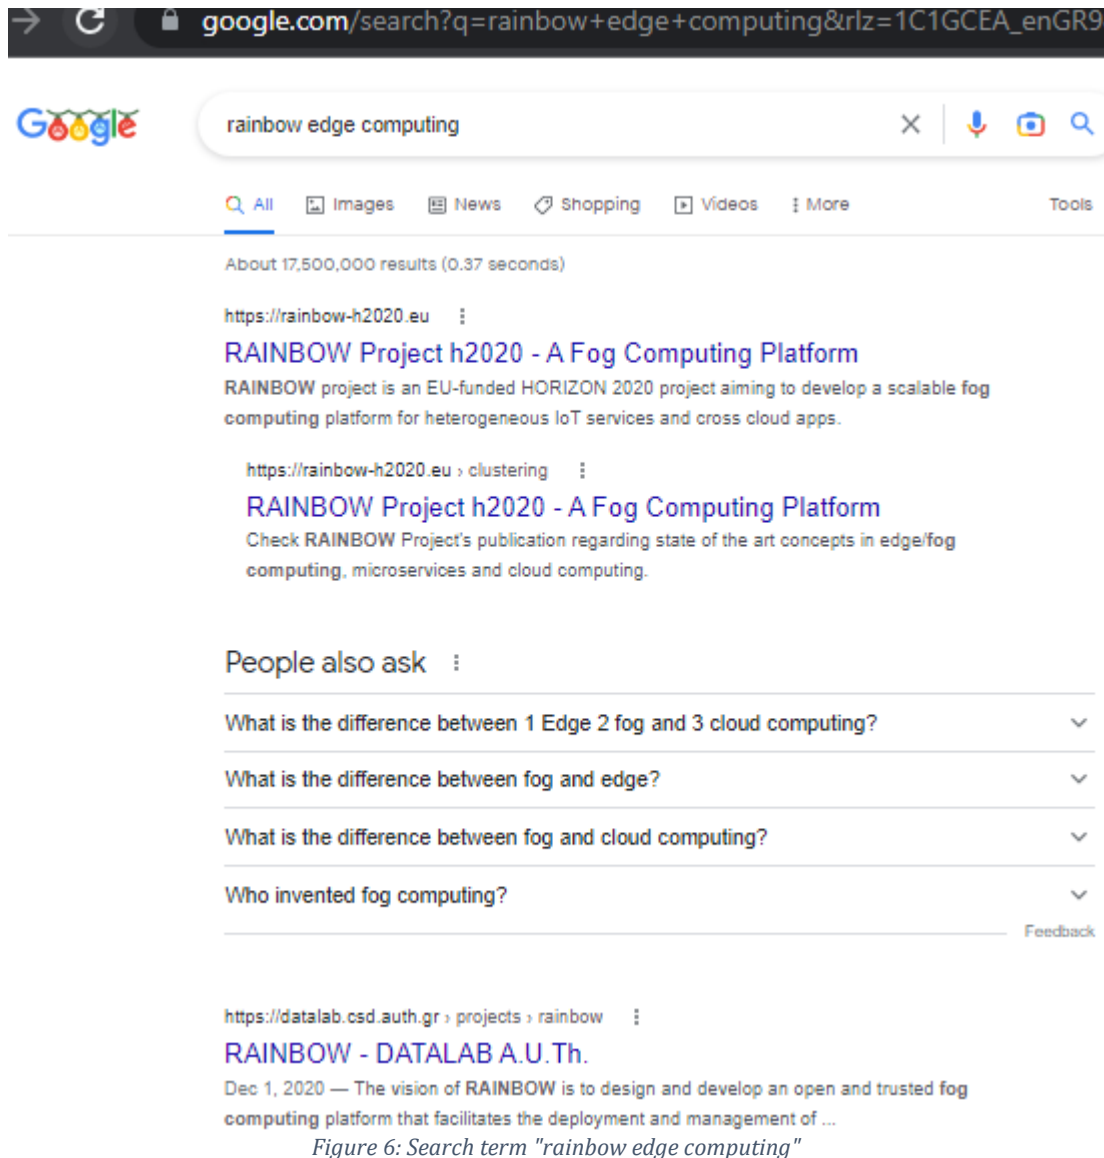 google.com/search?q=rainbow+edge+computing&rlz=1C1GCEA_enGR9
Google
rainbow edge computing
All Images News Shopping Videos More Tools
About 17,500,000 results (0.37 seconds)
https://rainbow-h2020.eu
RAINBOW Project h2020 - A Fog Computing Platform
RAINBOW project is an EU-funded HORIZON 2020 project aiming to develop a scalable fog
computing platform for heterogeneous IoT services and cross cloud apps.
https://rainbow-h2020.eu › clustering
RAINBOW Project h2020 - A Fog Computing Platform
Check RAINBOW Project's publication regarding state of the art concepts in edge/fog
computing, microservices and cloud computing.
People also ask
What is the difference between 1 Edge 2 fog and 3 cloud computing?
What is the difference between fog and edge?
What is the difference between fog and cloud computing?
Who invented fog computing?
Feedback
https://datalab.csd.auth.gr › projects › rainbow
RAINBOW - DATALAB A.U.Th.
Dec 1, 2020 — The vision of RAINBOW is to design and develop an open and trusted fog
computing platform that facilitates the deployment and management of ...
Figure 6: Search term "rainbow edge computing"